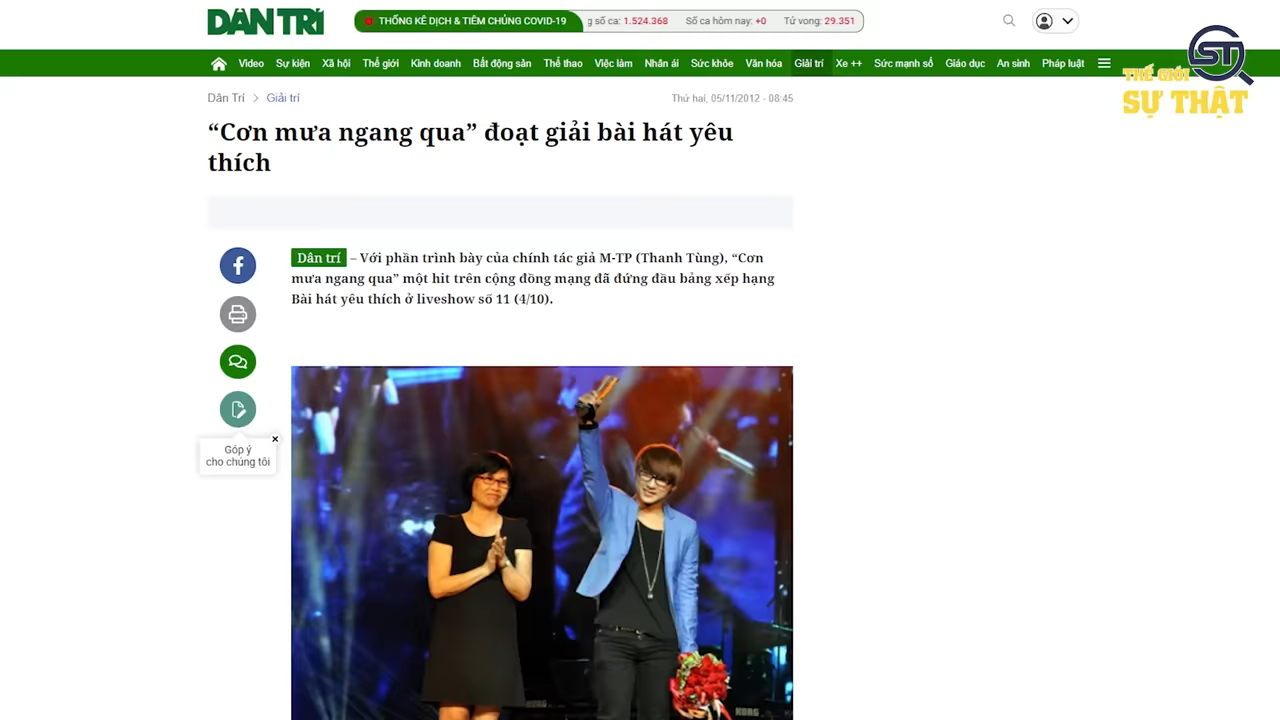 DÂN TRÍ
THỐNG KÊ DỊCH & TIÊM CHỦNG COVID-19
g số ca: 1.524.368 Số ca hôm nay: +0 Tử vong: 29.351
Video Sự kiện Xã hội Thế giới Kinh doanh Bất động sản Thể thao Việc làm Nhân ái Sức khỏe Văn hóa Giải trí Xe ++ Sức mạnh số Giáo dục An sinh Pháp luật
ST
THẾ GIỚI
SỰ THẬT
Dân Trí > Giải trí
Thứ hai, 05/11/2012 - 08:45
“Cơn mưa ngang qua” đoạt giải bài hát yêu
thích
Dân trí – Với phần trình bày của chính tác giả M-TP (Thanh Tùng), “Cơn
mưa ngang qua” một hit trên cộng đồng mạng đã đứng đầu bảng xếp hạng
Bài hát yêu thích ở liveshow số 11 (4/10).
Góp ý
cho chúng tôi
KORG
KORG